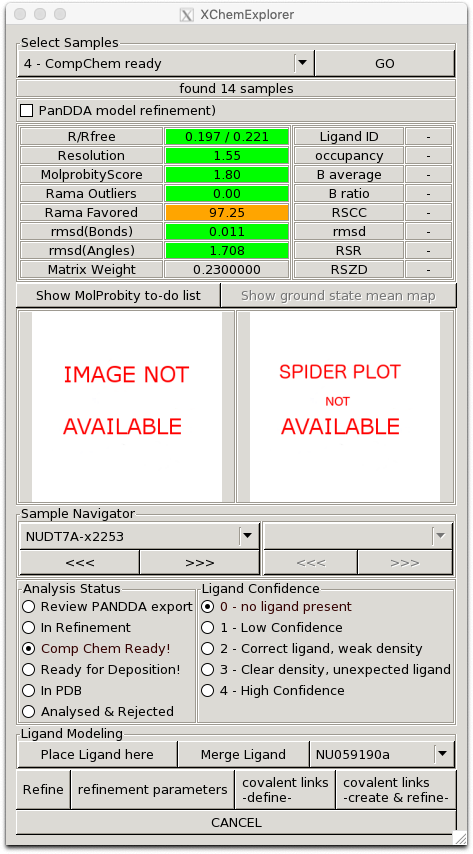 XChemExplorer
Select Samples
4 - CompChem ready GO
found 14 samples
PanDDA model refinement)
R/Rfree 0.197 / 0.221 Ligand ID -
Resolution 1.55 occupancy -
MolprobityScore 1.80 B average -
Rama Outliers 0.00 B ratio -
Rama Favored 97.25 RSCC -
rmsd(Bonds) 0.011 rmsd -
rmsd(Angles) 1.708 RSR -
Matrix Weight 0.2300000 RSZD -
Show MolProbity to-do list Show ground state mean map
IMAGE NOT
AVAILABLE
SPIDER PLOT
NOT
AVAILABLE
Sample Navigator
NUDT7A-x2253
<<< >>> <<< >>>
Analysis Status
Review PANDDA export
In Refinement
Comp Chem Ready!
Ready for Deposition!
In PDB
Analysed & Rejected
Ligand Confidence
0 - no ligand present
1 - Low Confidence
2 - Correct ligand, weak density
3 - Clear density, unexpected ligand
4 - High Confidence
Ligand Modeling
Place Ligand here Merge Ligand NU059190a
Refine refinement parameters
covalent links
-define-
covalent links
-create & refine-
CANCEL